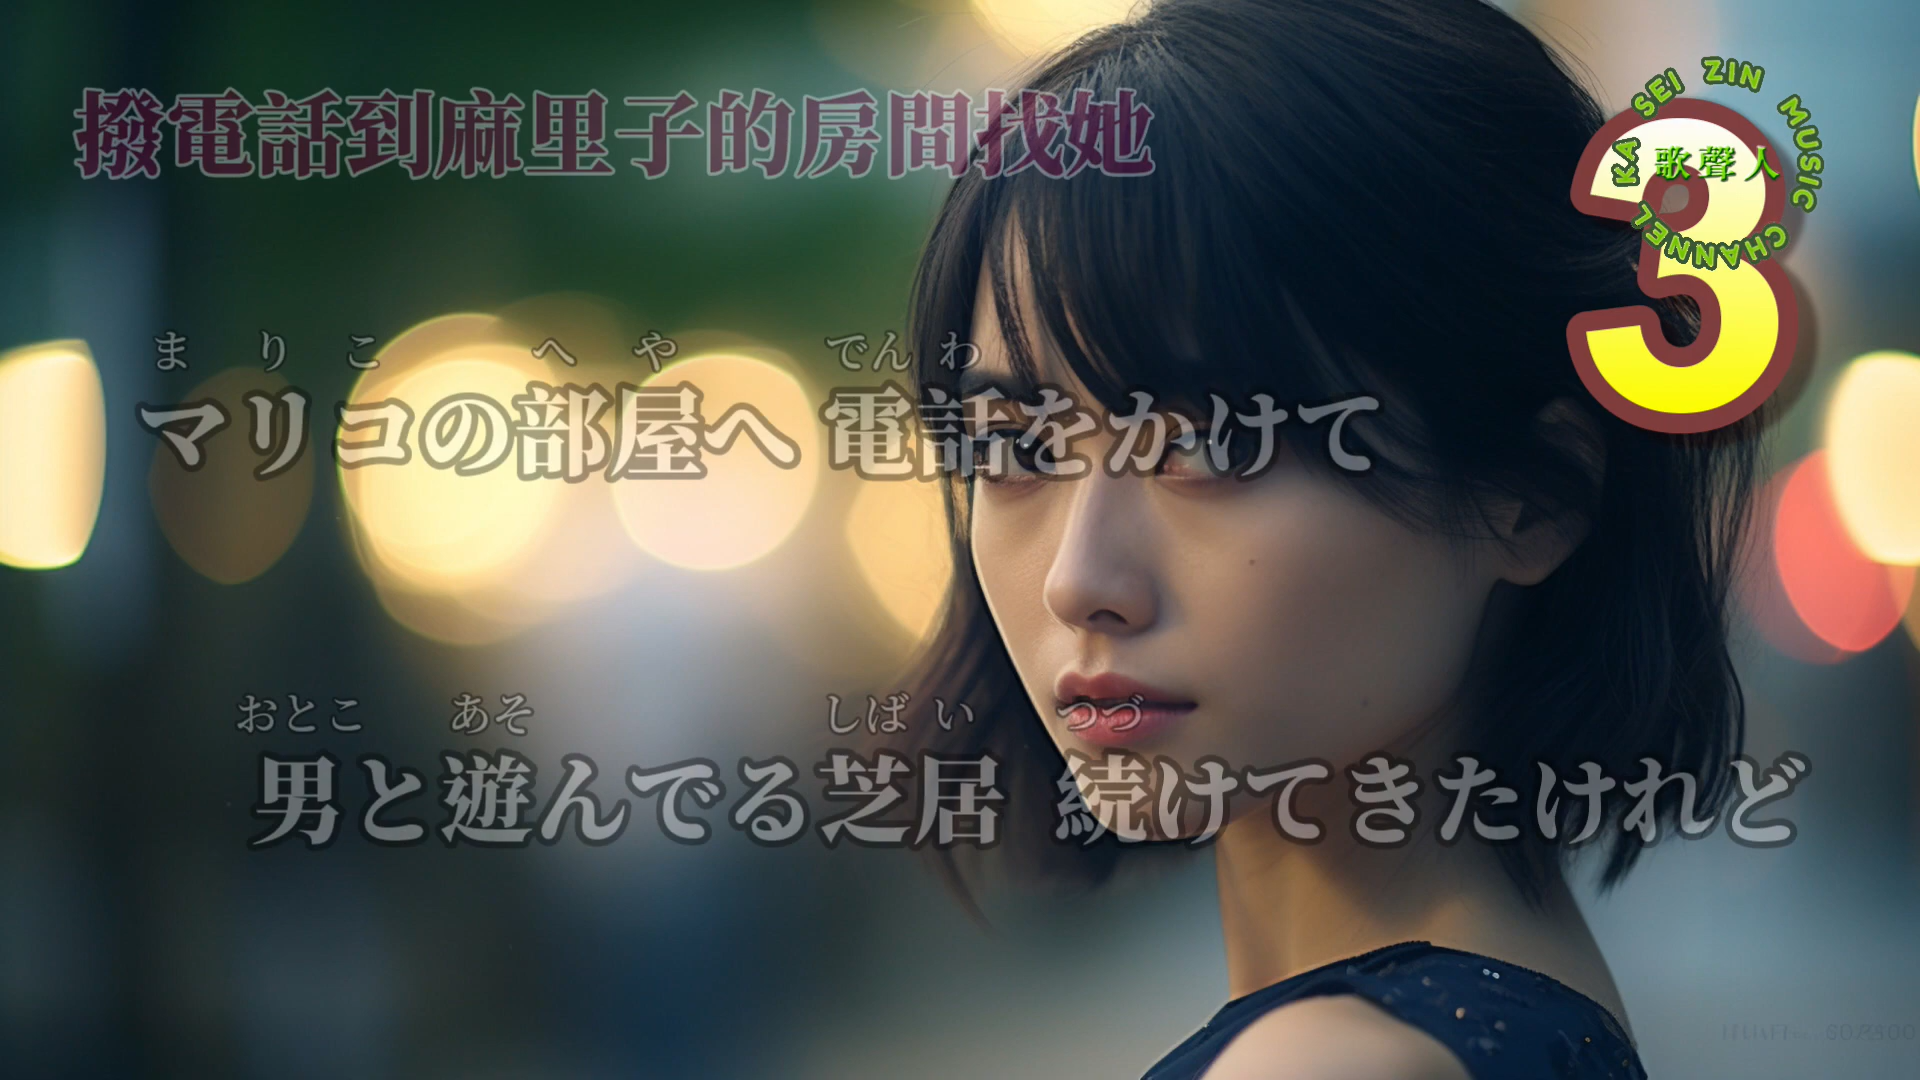 撥電話到麻里子的房間找她
KA SEI ZIN MUSIC CHANNEL
歌聲人
3
まりこ へや でんわ
マリコの部屋へ 電話をかけて
おとこ あそ しばい つづ
男と遊んでる芝居 続けてきたけれど